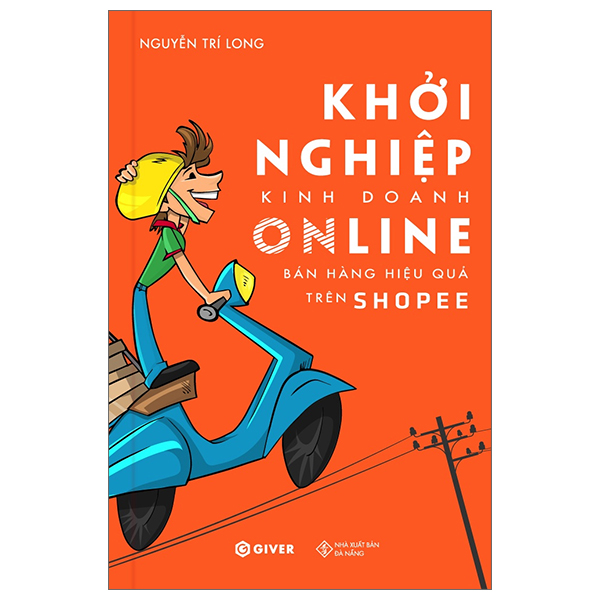 NGUYỄN TRÍ LONG
KHỞI
NGHIỆP
KINH DOANH
ONLINE
BÁN HÀNG HIỆU QUẢ
TRÊN SHOPEE
GIVER
NHÀ XUẤT BẢN
ĐÀ NẴNG